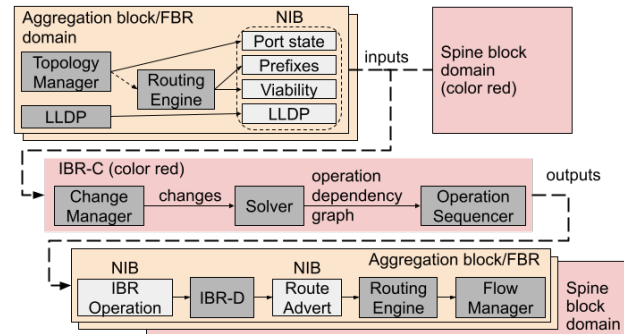 Aggregation block/FBR
domain
NIB
Port state
Topology
Manager
Routing
Engine
Prefixes
Viability
LLDP
LLDP
inputs
Spine block
domain
(color red)
IBR-C (color red)
Change
Manager
changes
Solver
operation
dependency
graph
Operation
Sequencer
outputs
Aggregation block/FBR
NIB
IBR
Operation
IBR-D
NIB
Route
Advert
Routing
Engine
Flow
Manager
Spine
block
domain